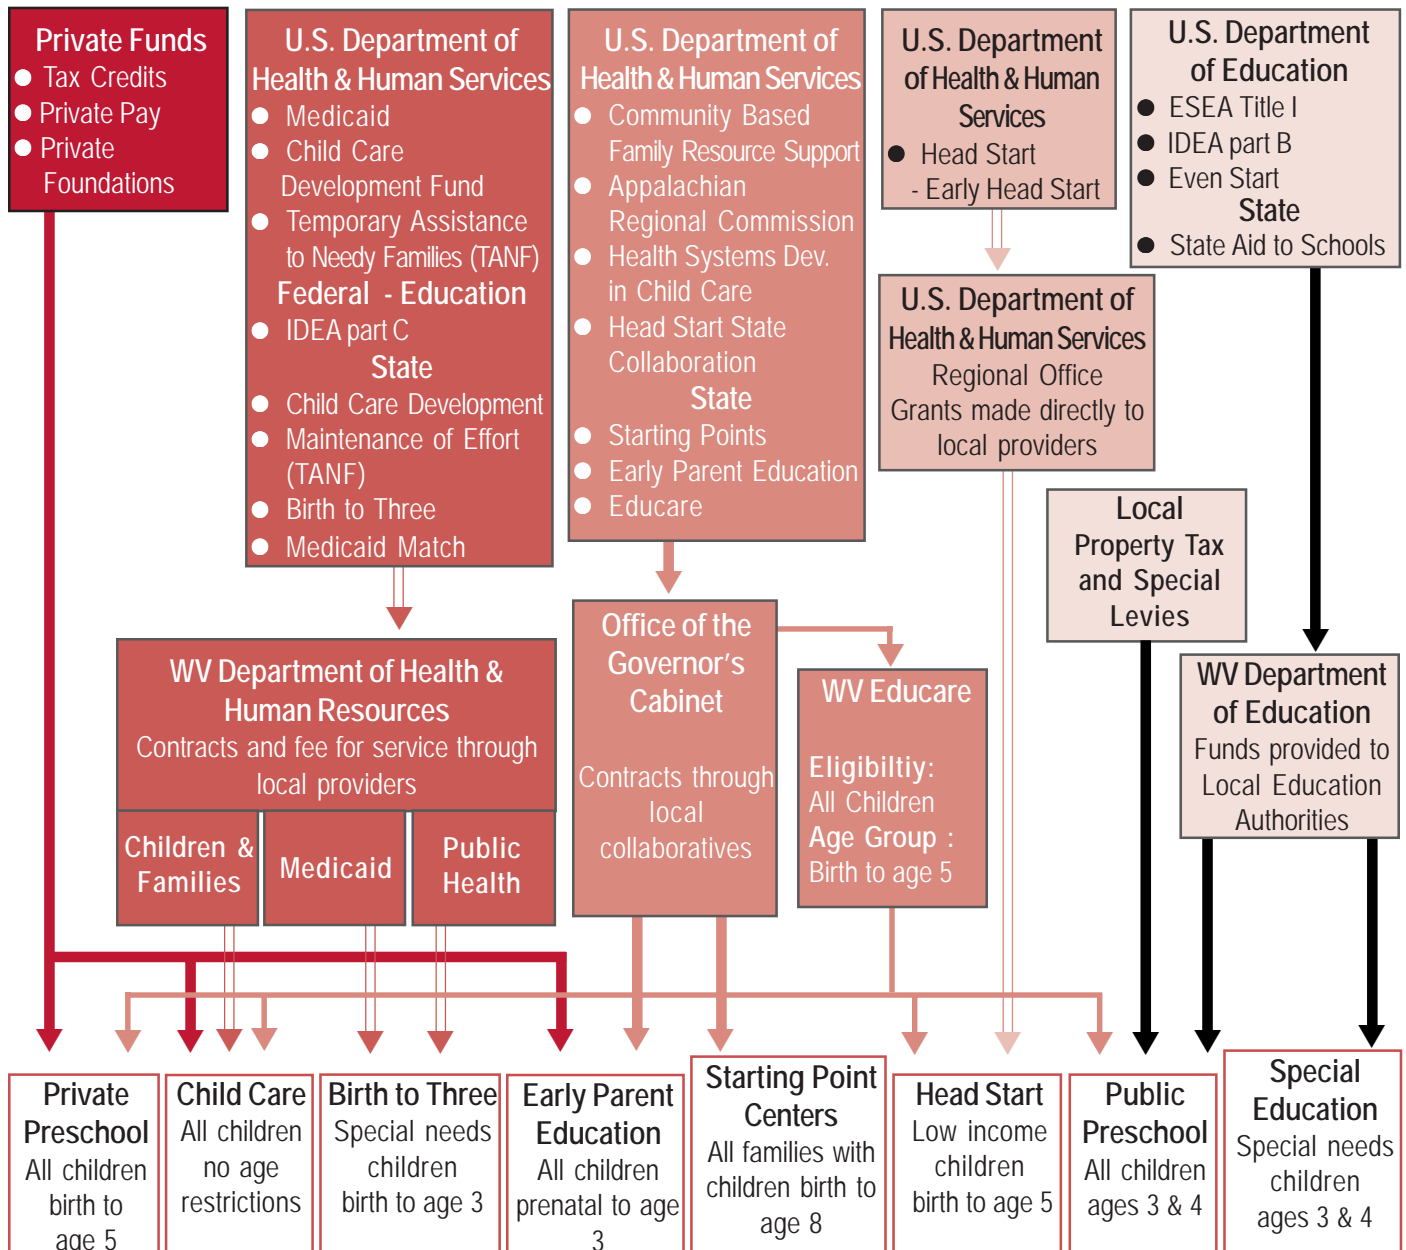 Private Funds
Tax Credits
Private Pay
Private
Foundations
U.S. Department of
Health & Human Services
Medicaid
Child Care
Development Fund
Temporary Assistance
to Needy Families (TANF)
Federal - Education
IDEA part C
State
Child Care Development
Maintenance of Effort
(TANF)
Birth to Three
Medicaid Match
U.S. Department of
Health & Human Services
Community Based
Family Resource Support
Appalachian
Regional Commission
Health Systems Dev.
in Child Care
Head Start State
Collaboration
State
Starting Points
Early Parent Education
Educare
U.S. Department
of Health & Human
Services
Head Start
- Early Head Start
U.S. Department
of Education
ESEA Title I
IDEA part B
Even Start
State
State Aid to Schools
U.S. Department of
Health & Human Services
Regional Office
Grants made directly to
local providers
Local
Property Tax
and Special
Levies
WV Department of Health &
Human Resources
Contracts and fee for service through
local providers
Children &
Families
Medicaid
Public
Health
Office of the
Governor's
Cabinet
Contracts through
local
collaboratives
WV Educare
Eligibiltiy:
All Children
Age Group :
Birth to age 5
WV Department
of Education
Funds provided to
Local Education
Authorities
Private
Preschool
All children
birth to
age 5
Child Care
All children
no age
restrictions
Birth to Three
Special needs
children
birth to age 3
Early Parent
Education
All children
prenatal to age
3
Starting Point
Centers
All families with
children birth to
age 8
Head Start
Low income
children
birth to age 5
Public
Preschool
All children
ages 3 & 4
Special
Education
Special needs
children
ages 3 & 4